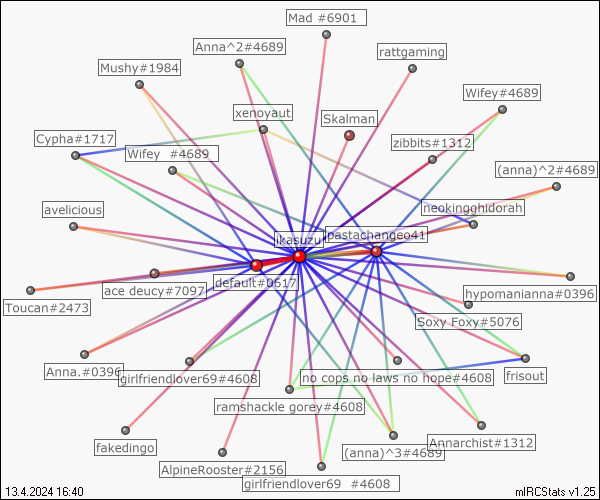 Mad #6901
Anna^2#4689
rattgaming
Mushy#1984
Wifey#4689
xenoyaut
Skalman
Cypha#1717
zibbits#1312
Wifey  #4689
(anna)^2#4689
avelicious
neokingghidorah
pastachangeo41
ikasuzu
default#0617
ace deucy#7097
hypomanianna#0396
Toucan#2473
Soxy Foxy#5076
Anna.#0396
girlfriendlover69#4608
no cops no laws no hope#4608
frisout
ramshackle gorey#4608
fakedingo
Annarchist#1312
(anna)^3#4689
AlpineRooster#2156
girlfriendlover69  #4608
13.4.2024 16:40
mIRCStats v1.25